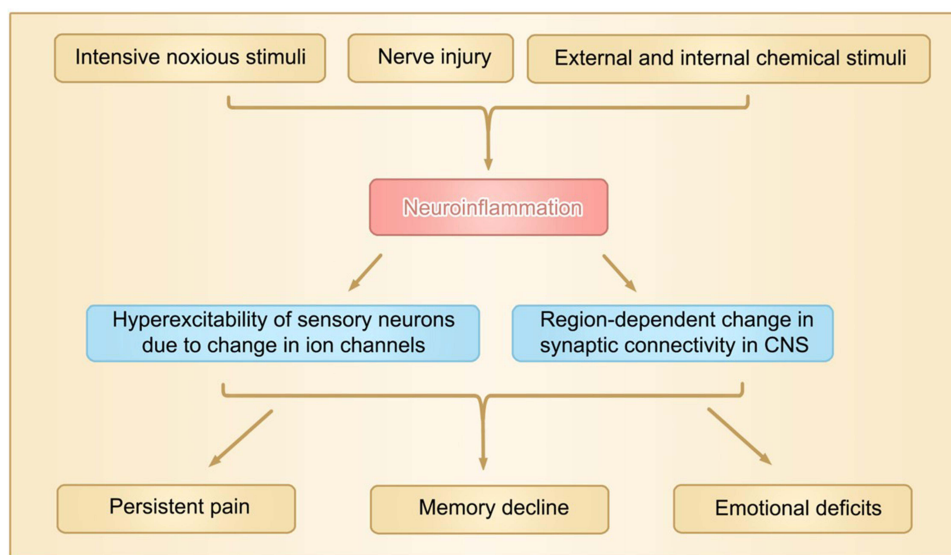 Intensive noxious stimuli
Nerve injury
External and internal chemical stimuli
Neuroinflammation
Hyperexcitability of sensory neurons
due to change in ion channels
Region-dependent change in
synaptic connectivity in CNS
Persistent pain
Memory decline
Emotional deficits